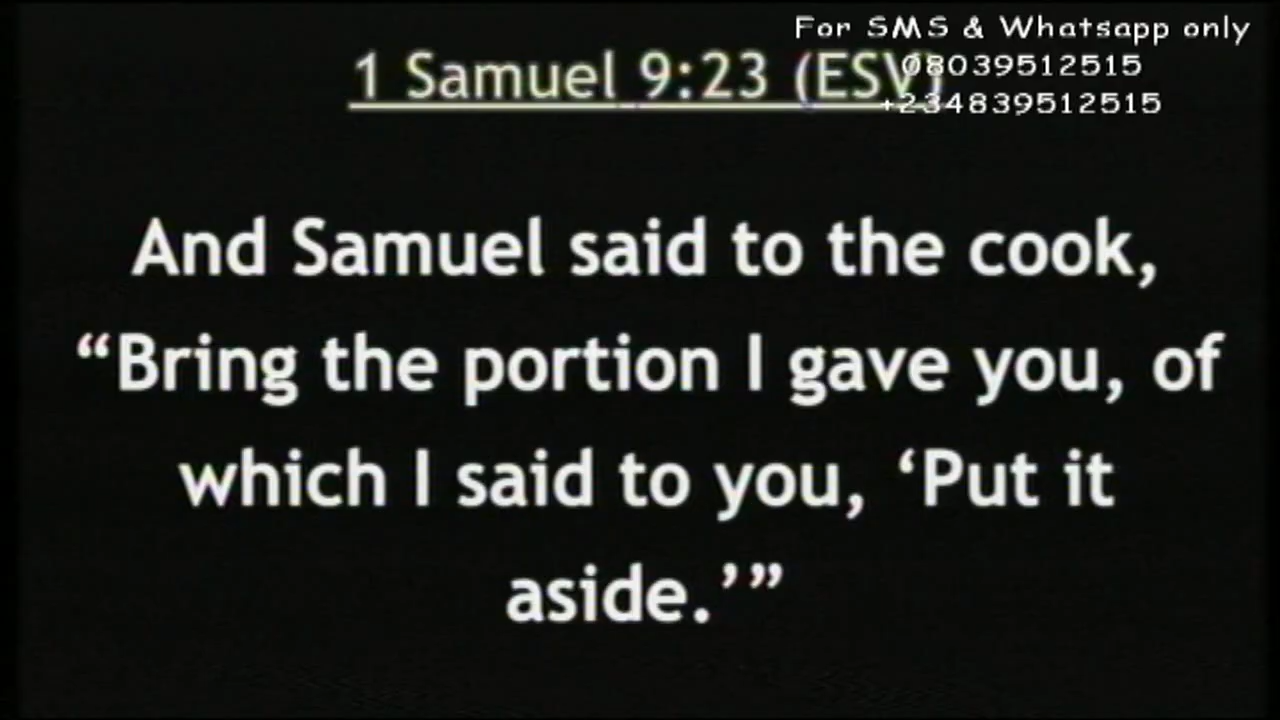 For SMS & Whatsapp only
08039512515
+234839512515
1 Samuel 9:23 (ESV)
And Samuel said to the cook,
“Bring the portion I gave you, of
which I said to you, ‘Put it
aside.’”